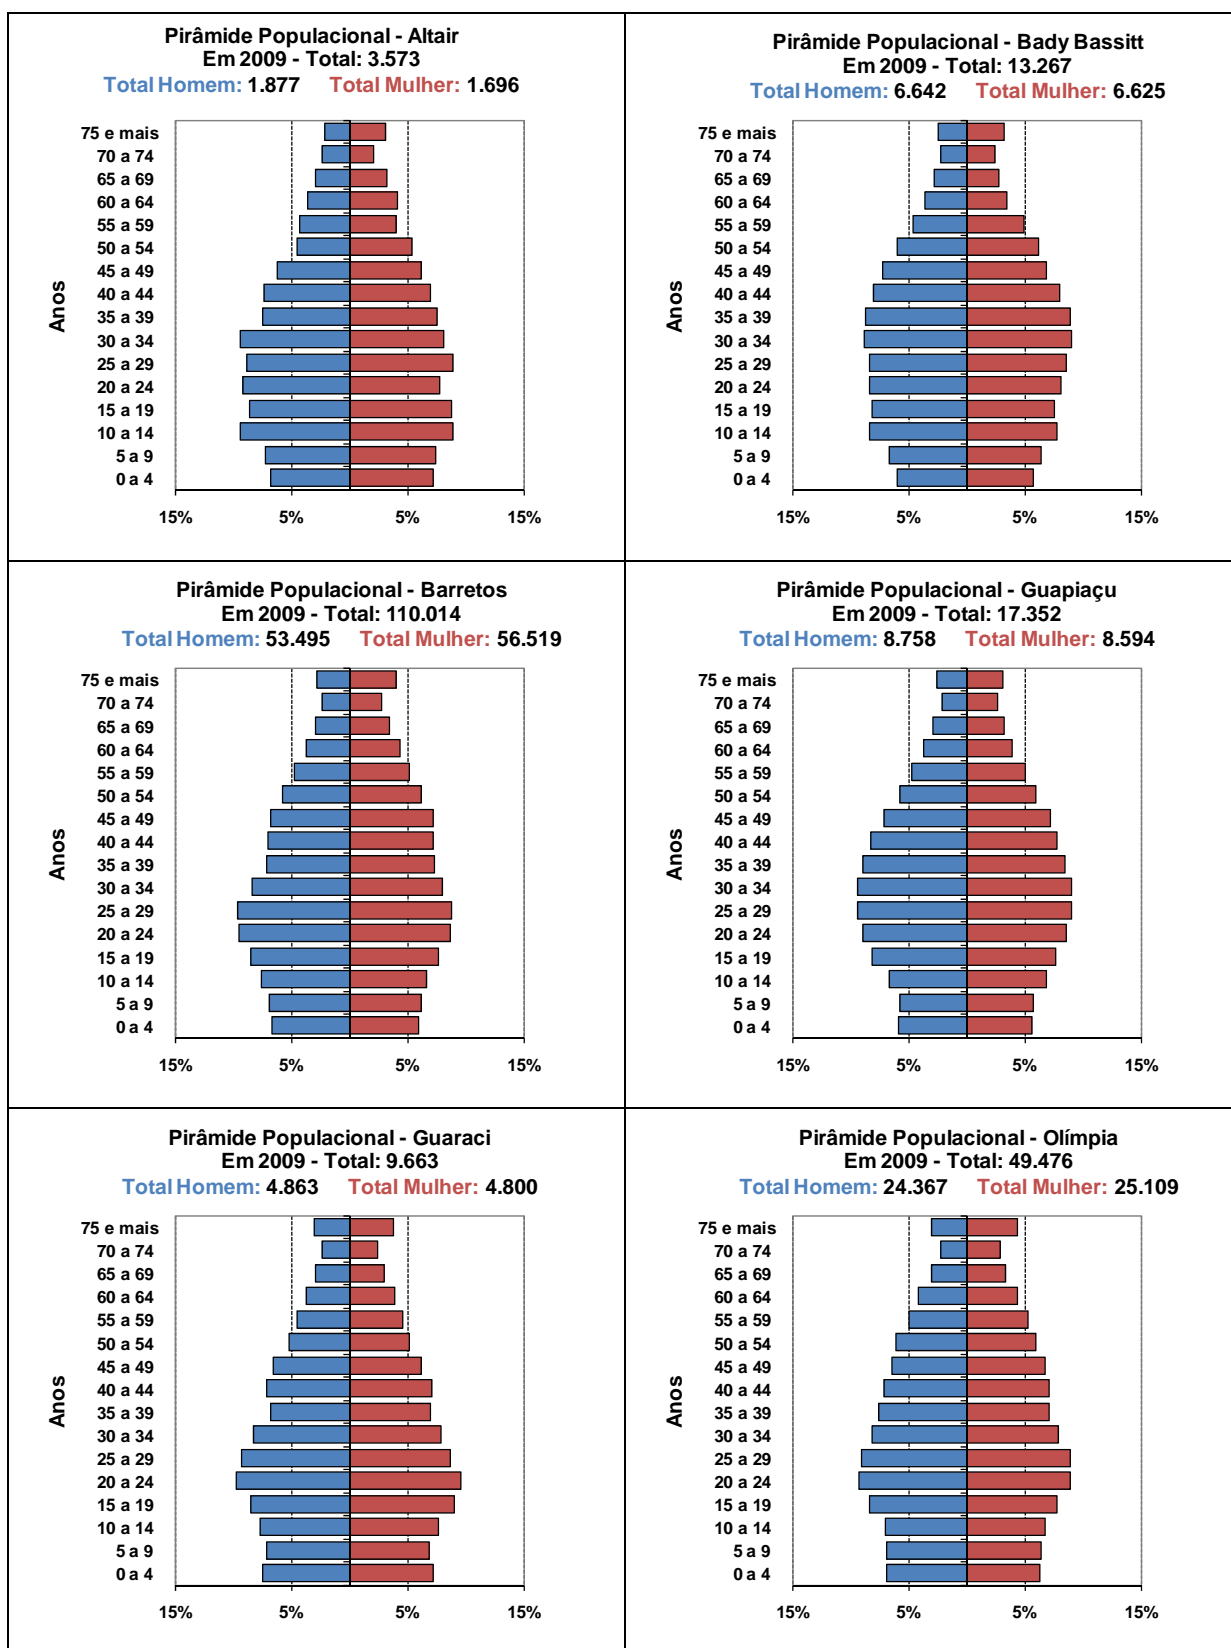 Pirâmide Populacional - Altair
Em 2009 - Total: 3.573
Total Homem: 1.877 Total Mulher: 1.696
Anos
75 e mais
70 a 74
65 a 69
60 a 64
55 a 59
50 a 54
45 a 49
40 a 44
35 a 39
30 a 34
25 a 29
20 a 24
15 a 19
10 a 14
5 a 9
0 a 4
15% 5% 5% 15%
Pirâmide Populacional - Bady Bassitt
Em 2009 - Total: 13.267
Total Homem: 6.642 Total Mulher: 6.625
Anos
75 e mais
70 a 74
65 a 69
60 a 64
55 a 59
50 a 54
45 a 49
40 a 44
35 a 39
30 a 34
25 a 29
20 a 24
15 a 19
10 a 14
5 a 9
0 a 4
15% 5% 5% 15%
Pirâmide Populacional - Barretos
Em 2009 - Total: 110.014
Total Homem: 53.495 Total Mulher: 56.519
Anos
75 e mais
70 a 74
65 a 69
60 a 64
55 a 59
50 a 54
45 a 49
40 a 44
35 a 39
30 a 34
25 a 29
20 a 24
15 a 19
10 a 14
5 a 9
0 a 4
15% 5% 5% 15%
Pirâmide Populacional - Guapiaçu
Em 2009 - Total: 17.352
Total Homem: 8.758 Total Mulher: 8.594
Anos
75 e mais
70 a 74
65 a 69
60 a 64
55 a 59
50 a 54
45 a 49
40 a 44
35 a 39
30 a 34
25 a 29
20 a 24
15 a 19
10 a 14
5 a 9
0 a 4
15% 5% 5% 15%
Pirâmide Populacional - Guaraci
Em 2009 - Total: 9.663
Total Homem: 4.863 Total Mulher: 4.800
Anos
75 e mais
70 a 74
65 a 69
60 a 64
55 a 59
50 a 54
45 a 49
40 a 44
35 a 39
30 a 34
25 a 29
20 a 24
15 a 19
10 a 14
5 a 9
0 a 4
15% 5% 5% 15%
Pirâmide Populacional - Olímpia
Em 2009 - Total: 49.476
Total Homem: 24.367 Total Mulher: 25.109
Anos
75 e mais
70 a 74
65 a 69
60 a 64
55 a 59
50 a 54
45 a 49
40 a 44
35 a 39
30 a 34
25 a 29
20 a 24
15 a 19
10 a 14
5 a 9
0 a 4
15% 5% 5% 15%